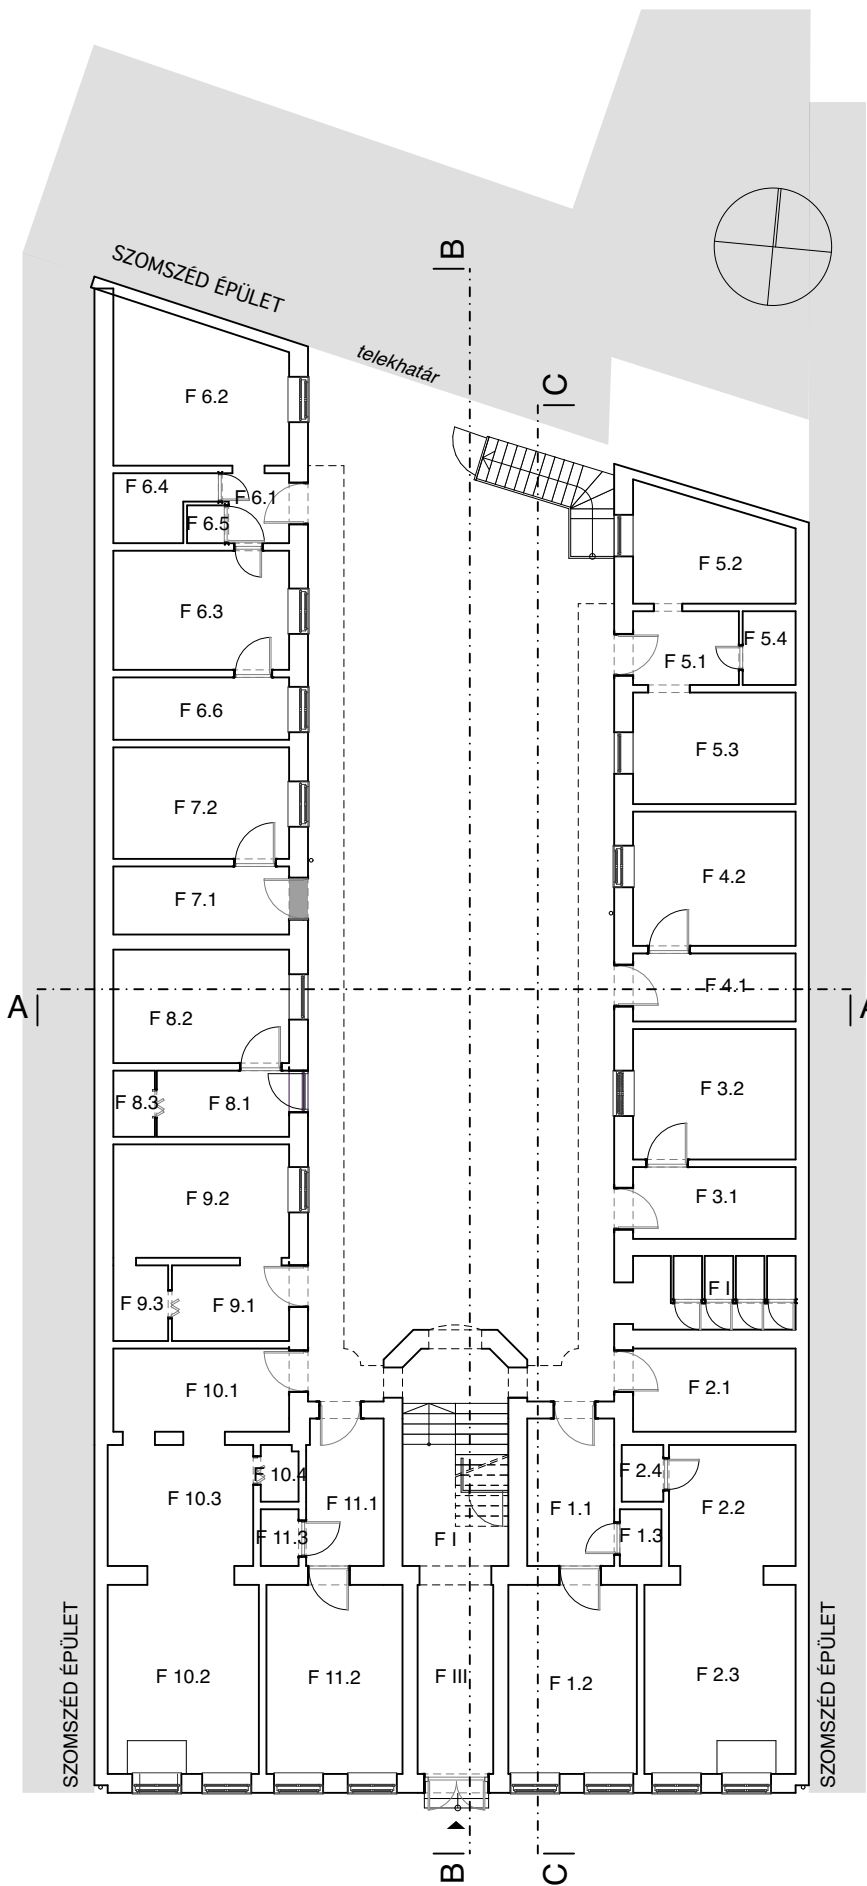 B
SZOMSZÉD ÉPÜLET
telekhatár
C
F 6.2
F 6.4
F 6.1
F 6.5
F 5.2
F 6.3
F 5.4
F 5.1
F 6.6
F 5.3
F 7.2
F 4.2
F 7.1
F 4.1
A
A
F 8.2
F 3.2
F 8.3
F 8.1
F 9.2
F 3.1
F I
F 9.3
F 9.1
F 10.1
F 2.1
F 10.4
F 2.4
F 10.3
F 11.1
F 1.1
F 2.2
F 11.3
F I
F 1.3
SZOMSZÉD ÉPÜLET
F 10.2
F 11.2
F III
F 1.2
F 2.3
SZOMSZÉD ÉPÜLET
B
C